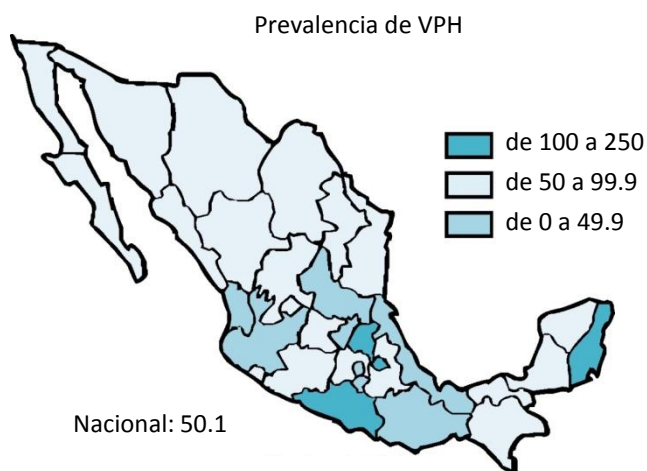 Prevalencia de VPH
de 100 a 250
de 50 a 99.9
de 0 a 49.9
Nacional: 50.1